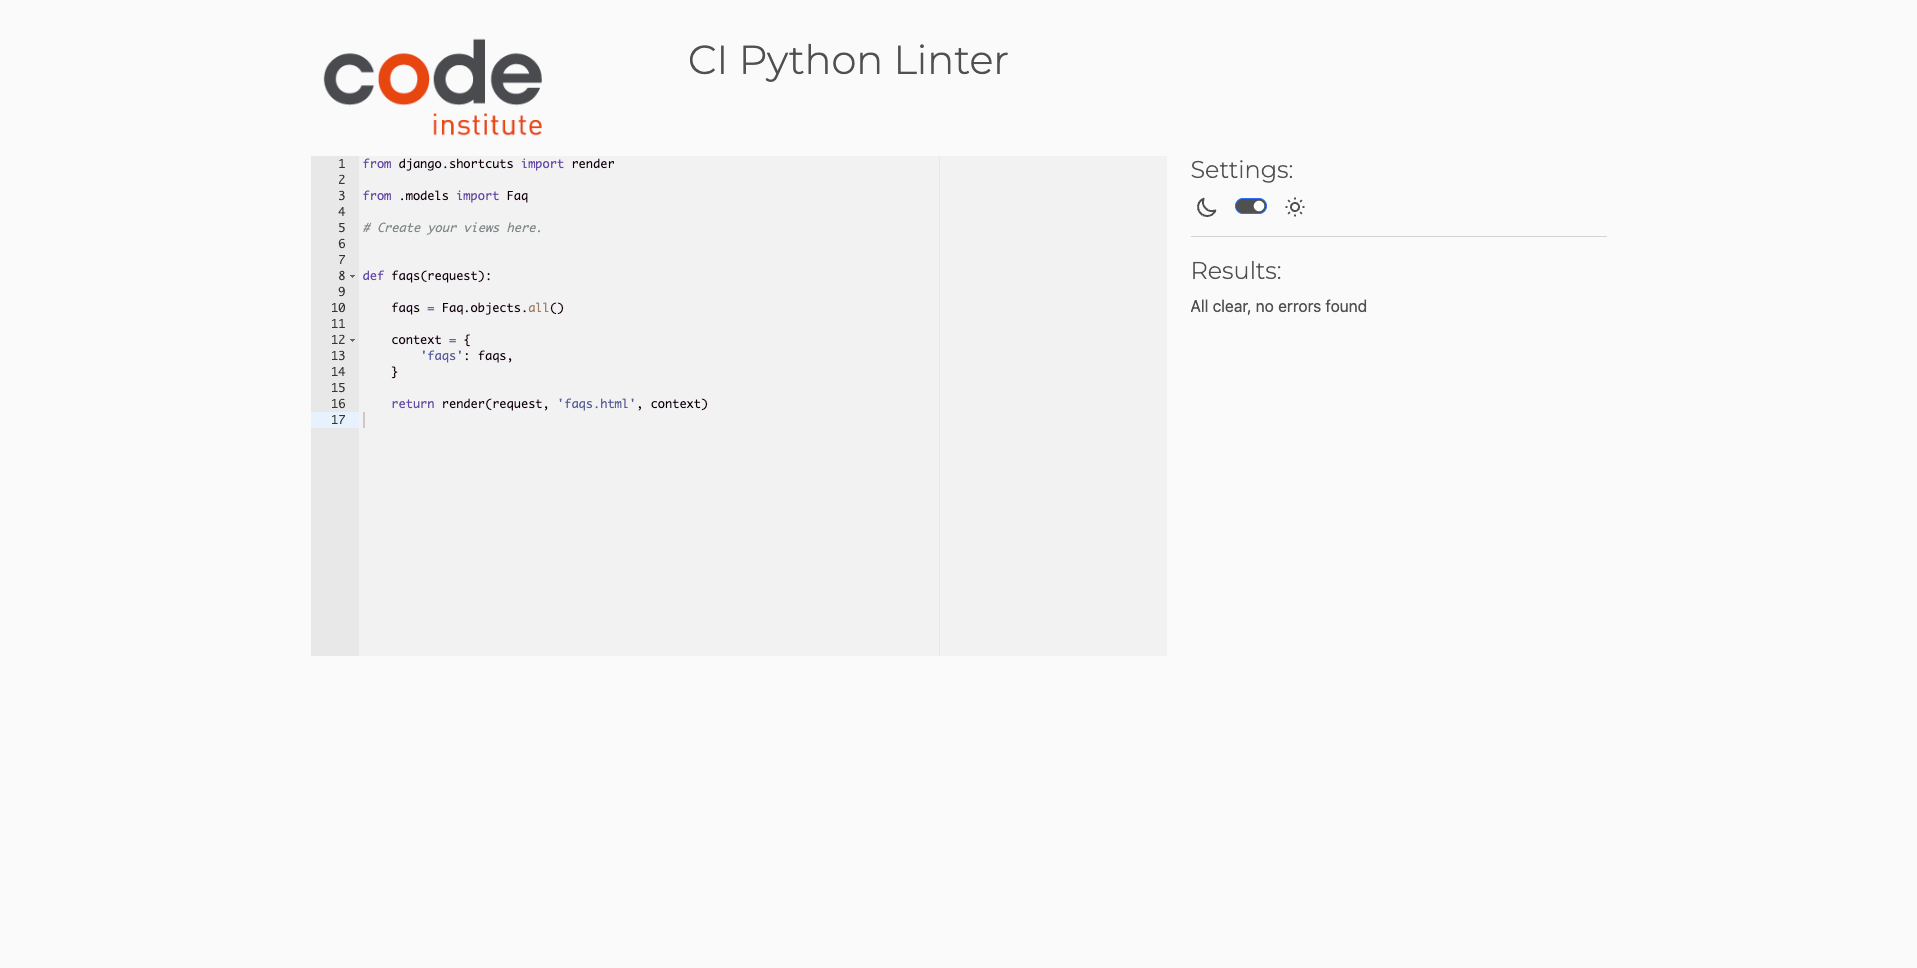 code
institute
CI Python Linter
1 from django.shortcuts import render
2
3 from .models import Faq
4
5 # Create your views here.
6
7
8 def faqs(request):
9
10     faqs = Faq.objects.all()
11
12     context = {
13         'faqs': faqs,
14     }
15
16     return render(request, 'faqs.html', context)
17
Settings:
Results:
All clear, no errors found